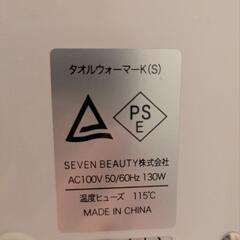 タオルウォーマーK(S)
PS
E
SEVEN BEAUTY株式会社
AC100V 50/60Hz 130W
温度ヒューズ 115℃
MADE IN CHINA